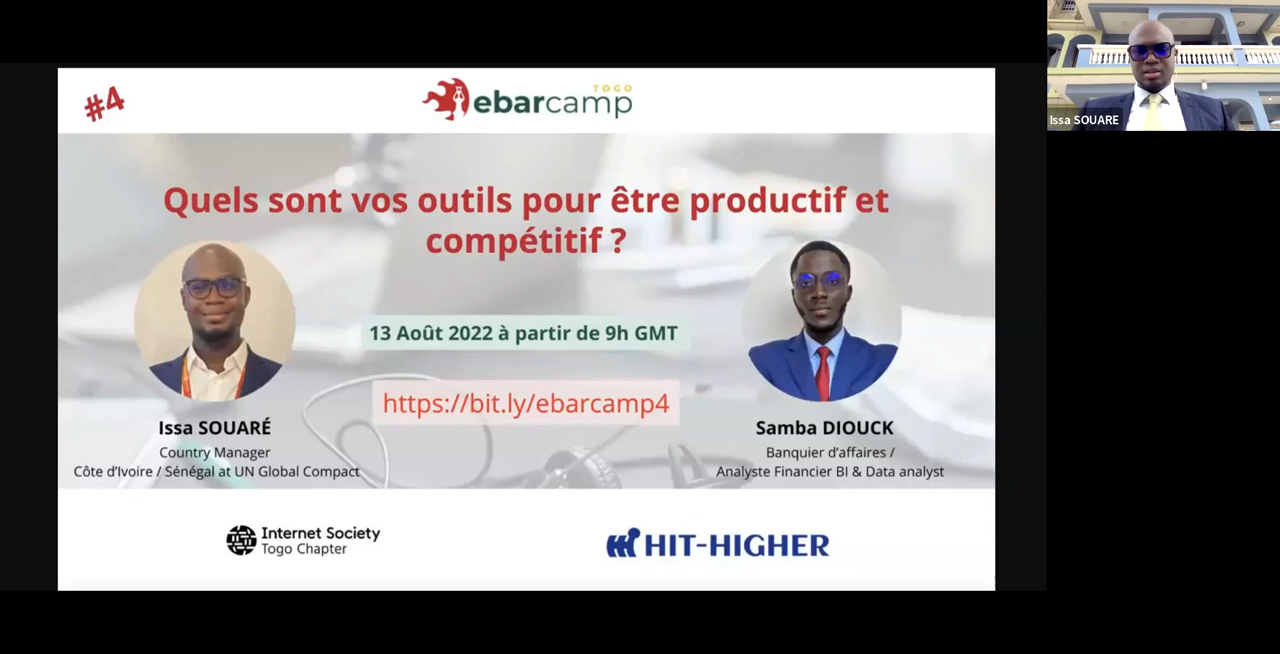 #4
TOGO
ebarcamp
Quels sont vos outils pour être productif et
compétitif ?
13 Août 2022 à partir de 9h GMT
https://bit.ly/ebarcamp4
Issa SOUARÉ
Country Manager
Côte d'Ivoire / Sénégal at UN Global Compact
Samba DIOUCK
Banquier d'affaires /
Analyste Financier BI & Data analyst
Internet Society
Togo Chapter
HIT-HIGHER
Issa SOUARE